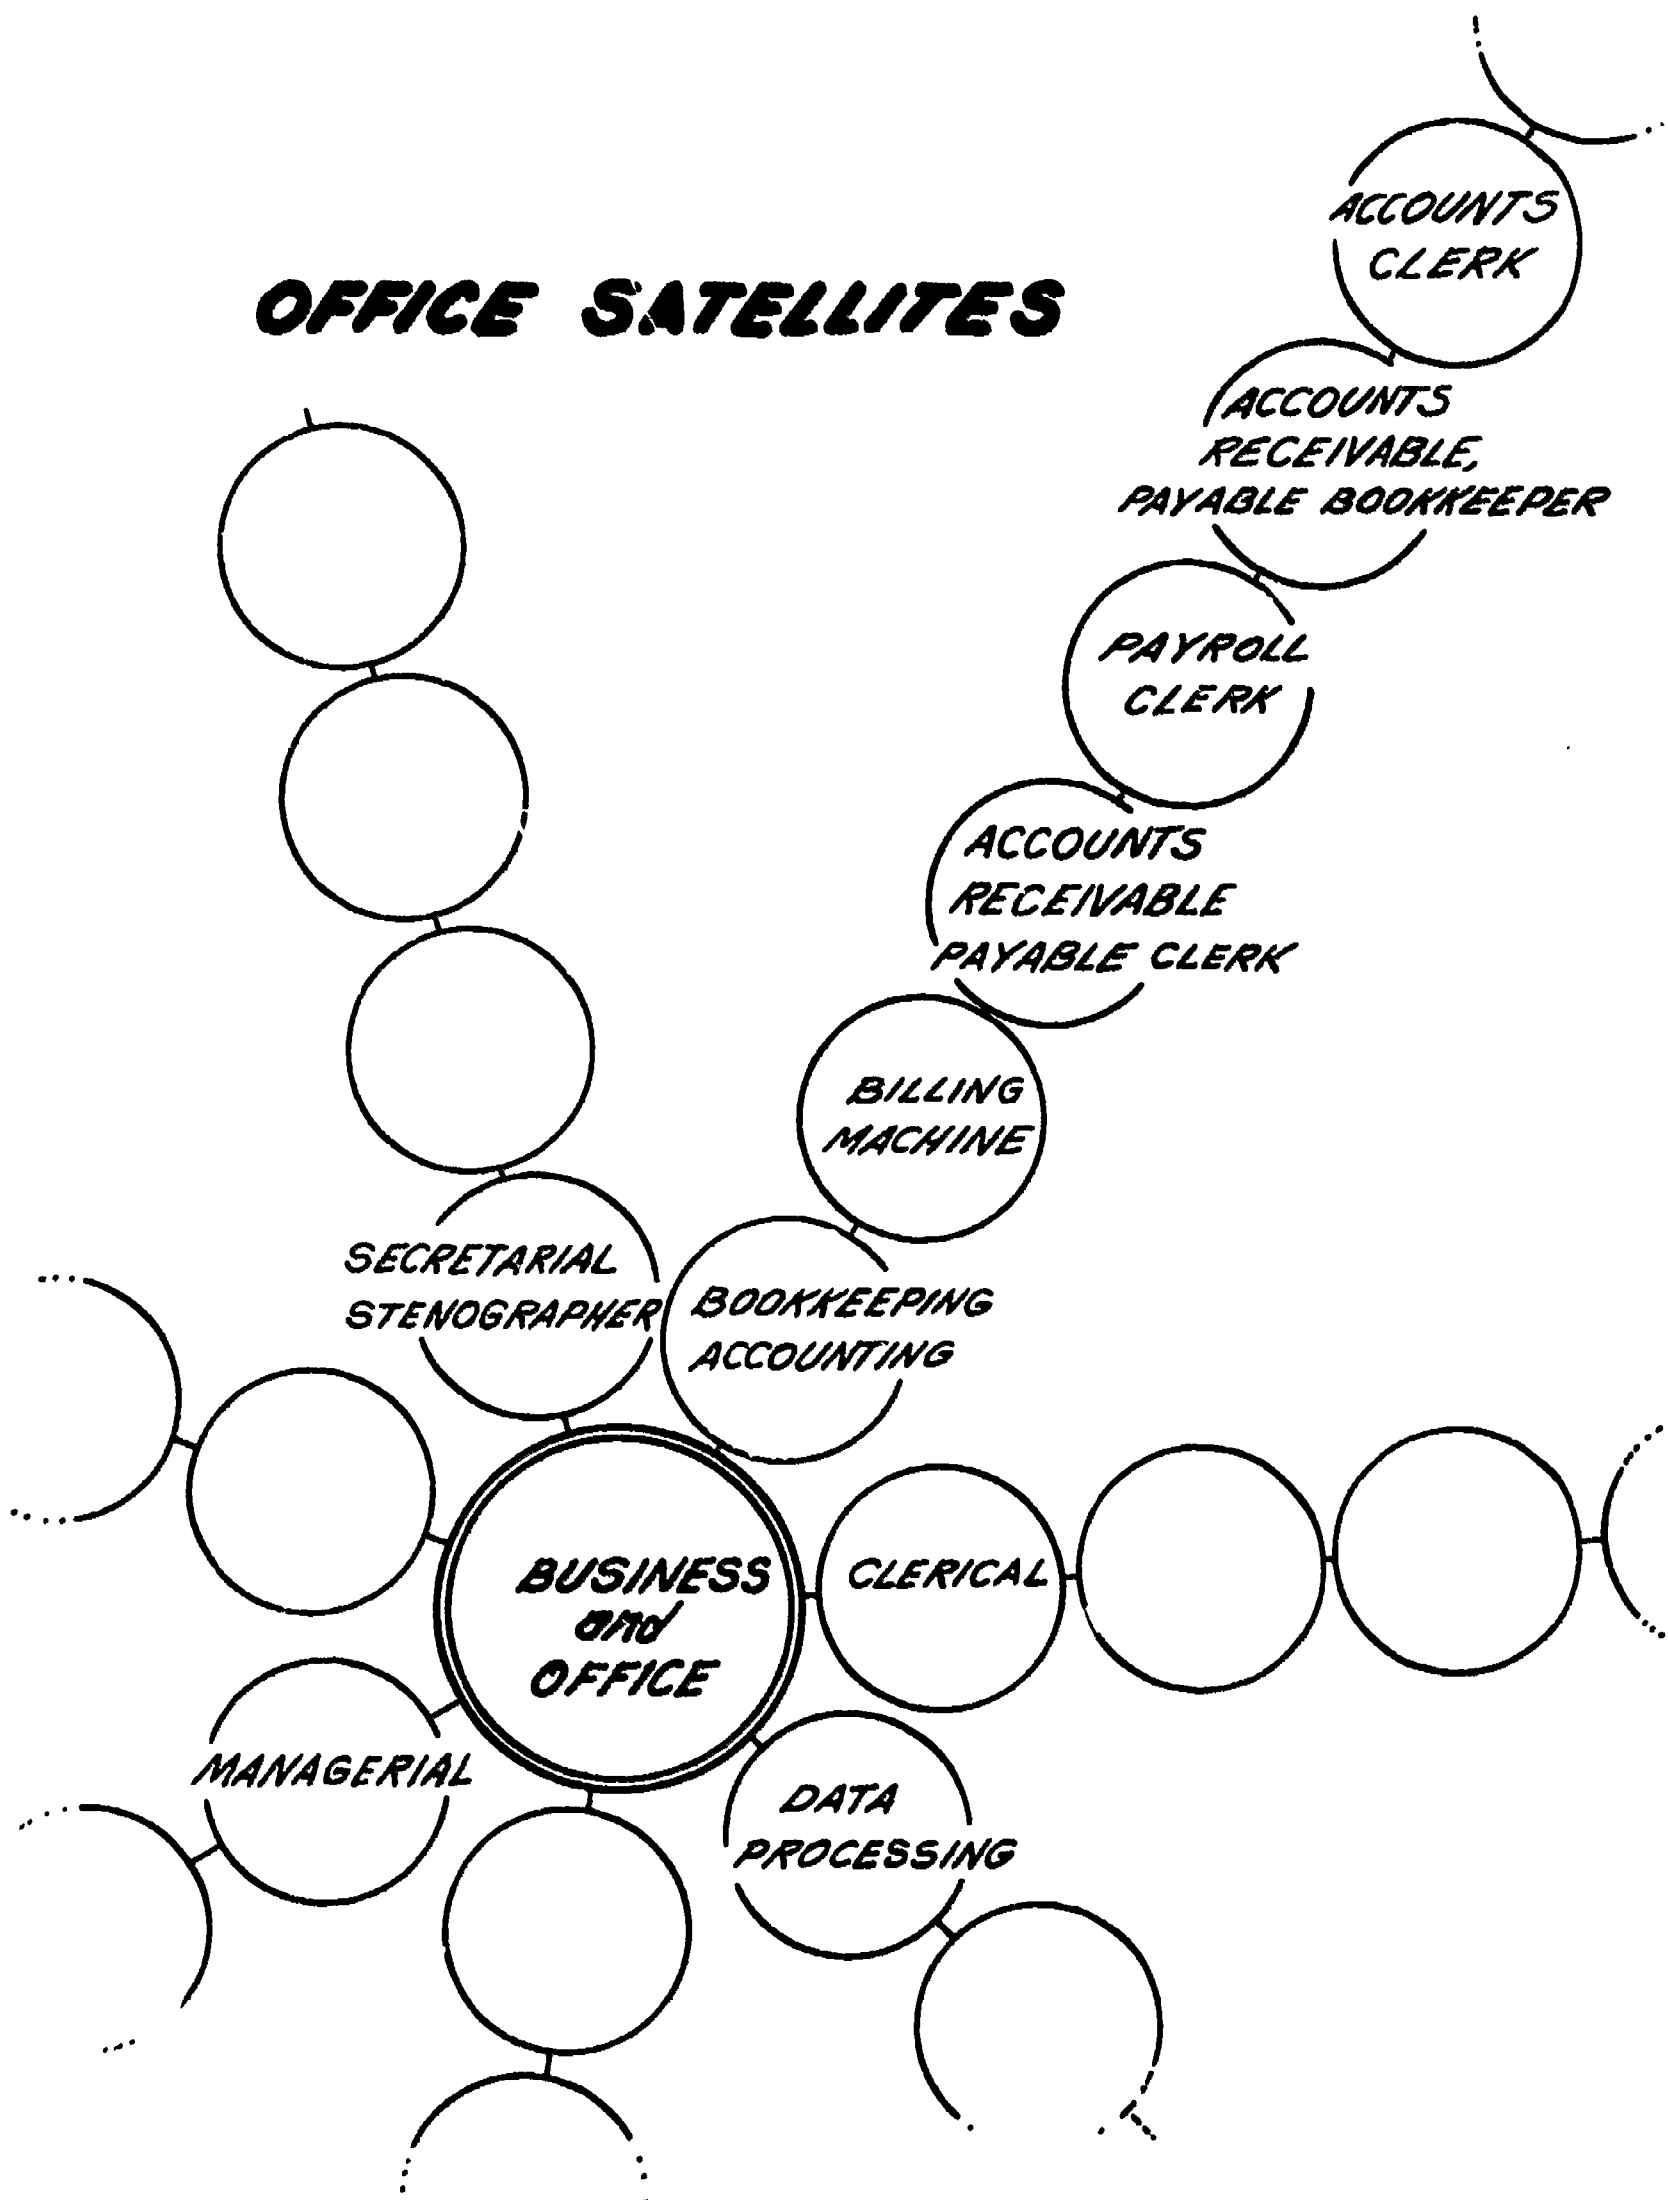 ACCOUNTS
CLERK
OFFICE SATELLITES
ACCOUNTS
RECEIVABLE,
PAYABLE BOOKKEEPER
PAYROLL
CLERK
ACCOUNTS
RECEIVABLE
PAYABLE CLERK
BILLING
MACHINE
SECRETARIAL
STENOGRAPHER
BOOKKEEPING
ACCOUNTING
BUSINESS
and
OFFICE
CLERICAL
MANAGERIAL
DATA
PROCESSING